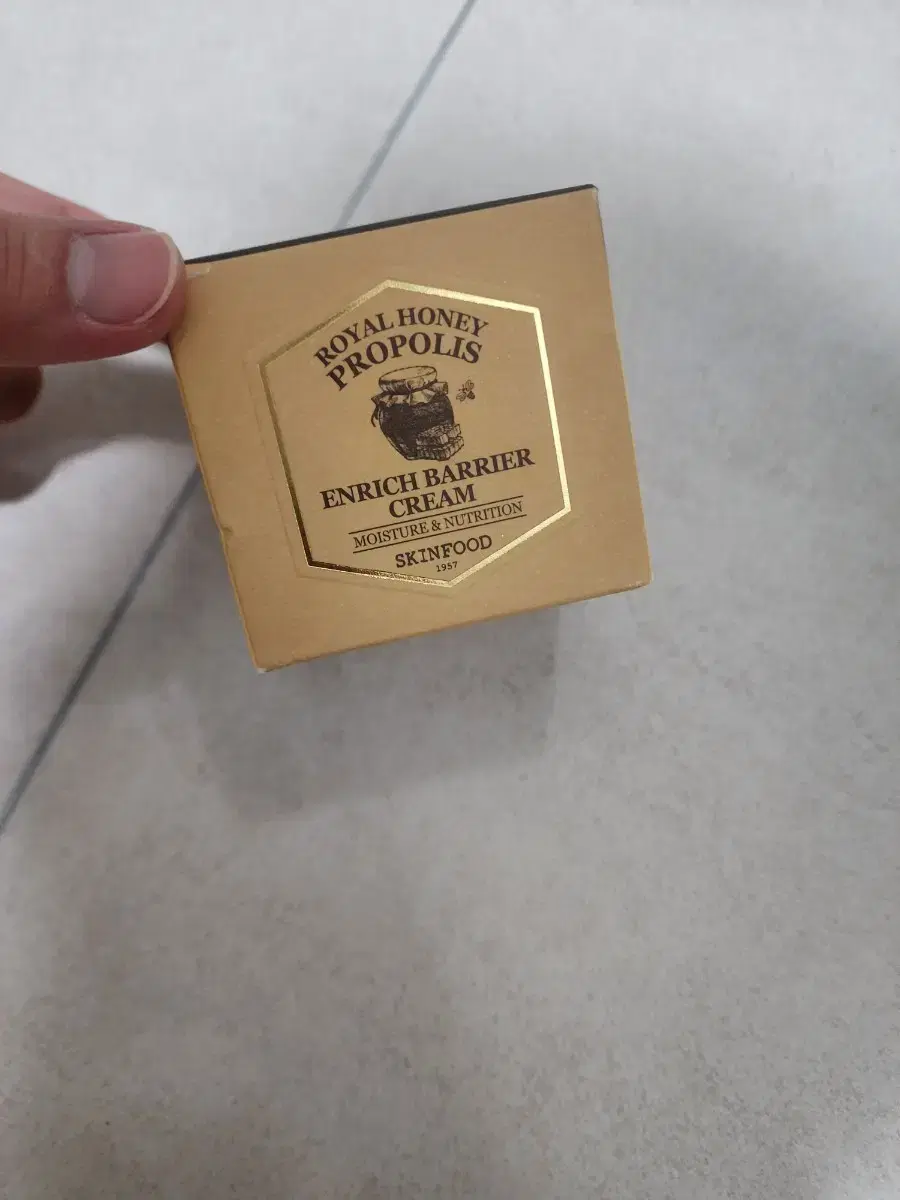 ROYAL HONEY
PROPOLIS
ENRICH BARRIER
CREAM
MOISTURE & NUTRITION
SKINFOOD
1957